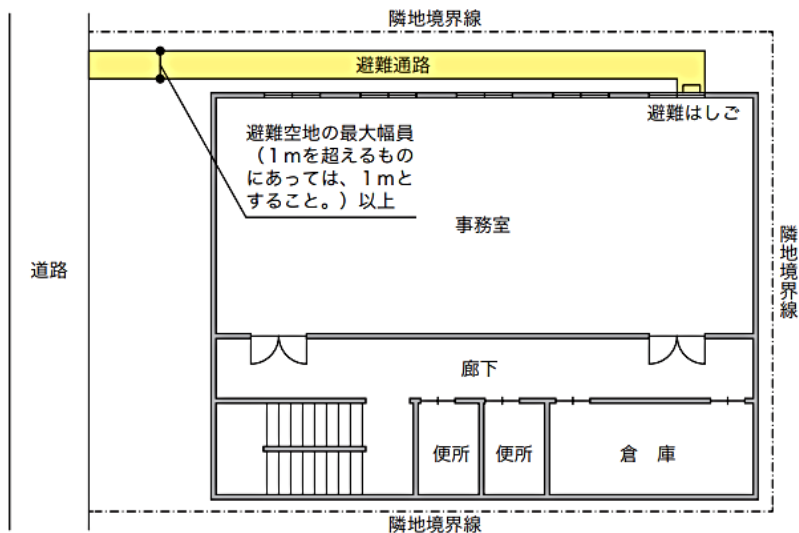 隣地境界線
避難通路
避難はしご
避難空地の最大幅員
（1ｍを超えるもの
にあっては、1ｍと
すること。）以上
事務室
隣地境界線
道路
廊下
便所
便所
倉　庫
隣地境界線